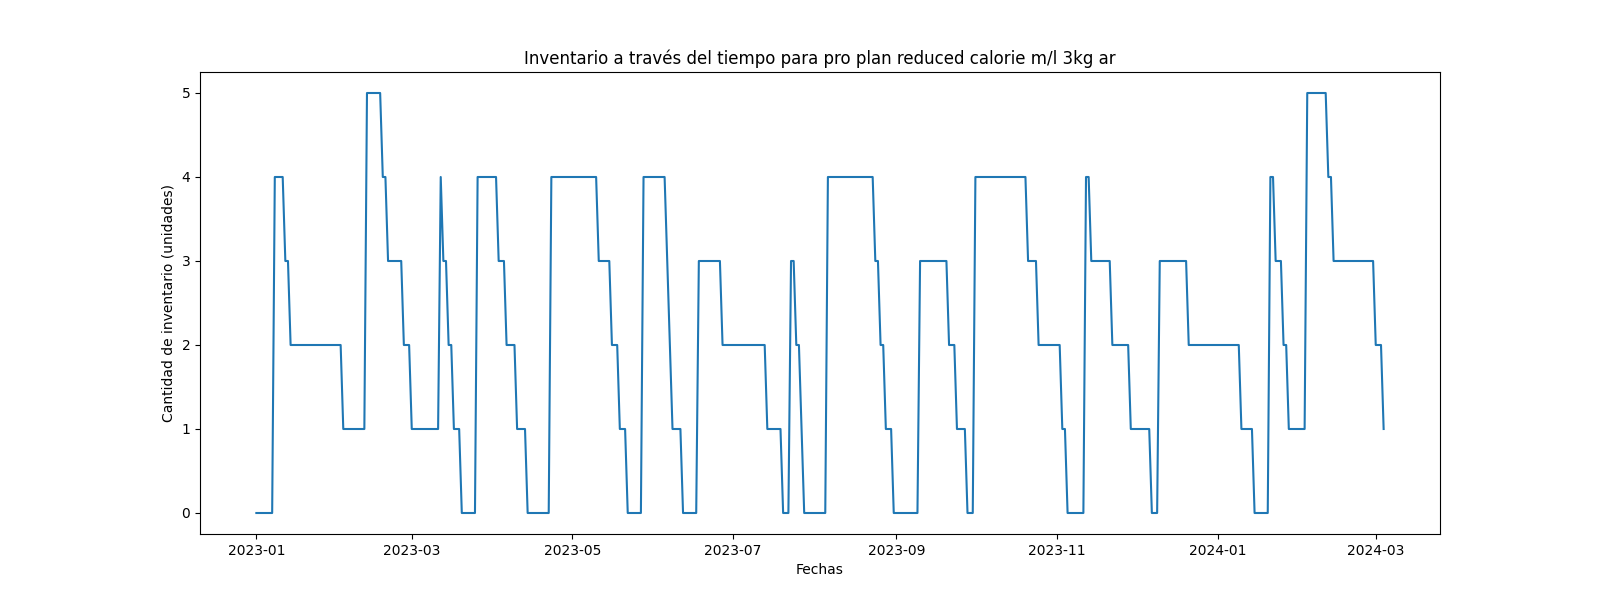 Inventario a través del tiempo para pro plan reduced calorie m/l 3kg ar
Cantidad de inventario (unidades)
5
4
3
2
1
0
2023-01 2023-03 2023-05 2023-07 2023-09 2023-11 2024-01 2024-03
Fechas